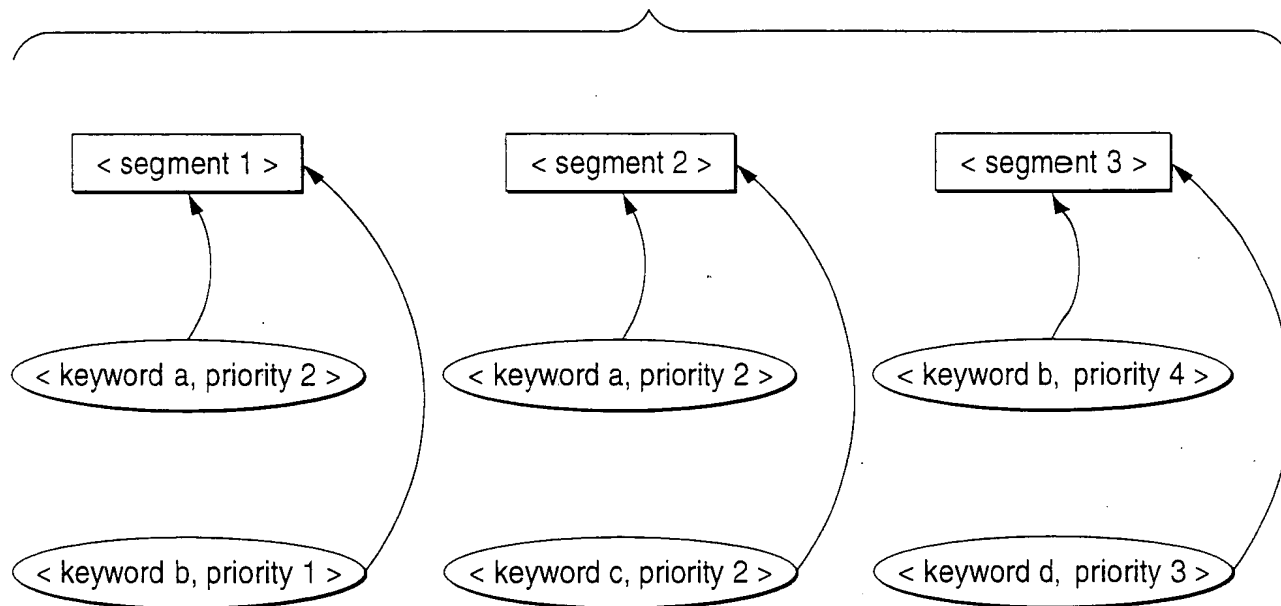 < segment 1 >
< segment 2 >
< segment 3 >
< keyword a, priority 2 >
< keyword a, priority 2 >
< keyword b, priority 4 >
< keyword b, priority 1 >
< keyword c, priority 2 >
< keyword d, priority 3 >